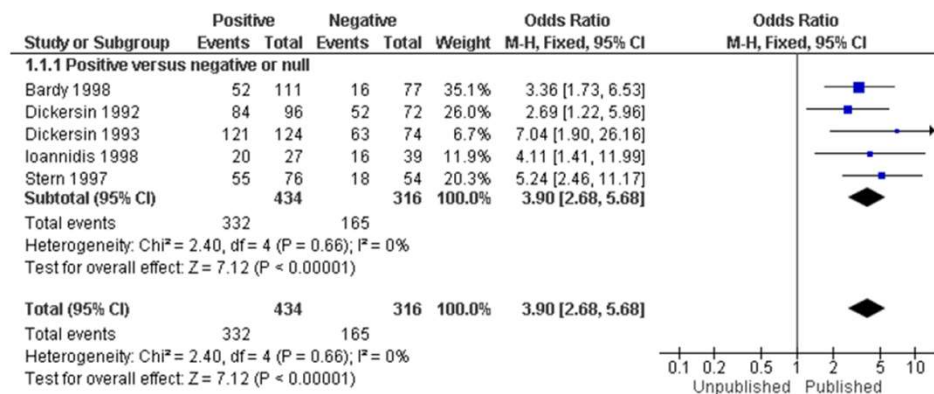 Positive Negative Odds Ratio Odds Ratio
Study or Subgroup Events Total Events Total Weight M-H, Fixed, 95% CI M-H, Fixed, 95% CI
1.1.1 Positive versus negative or null
Bardy 1998 52 111 16 77 35.1% 3.36 [1.73, 6.53]
Dickersin 1992 84 96 52 72 26.0% 2.69 [1.22, 5.96]
Dickersin 1993 121 124 63 74 6.7% 7.04 [1.90, 26.16]
Ioannidis 1998 20 27 16 39 11.9% 4.11 [1.41, 11.99]
Stern 1997 55 76 18 54 20.3% 5.24 [2.46, 11.17]
Subtotal (95% CI) 434 316 100.0% 3.90 [2.68, 5.68]
Total events 332 165
Heterogeneity: Chi² = 2.40, df = 4 (P = 0.66); I² = 0%
Test for overall effect: Z = 7.12 (P < 0.00001)
Total (95% CI) 434 316 100.0% 3.90 [2.68, 5.68]
Total events 332 165
Heterogeneity: Chi² = 2.40, df = 4 (P = 0.66); I² = 0%
Test for overall effect: Z = 7.12 (P < 0.00001)
0.1 0.2 0.5 1 2 5 10
Unpublished Published